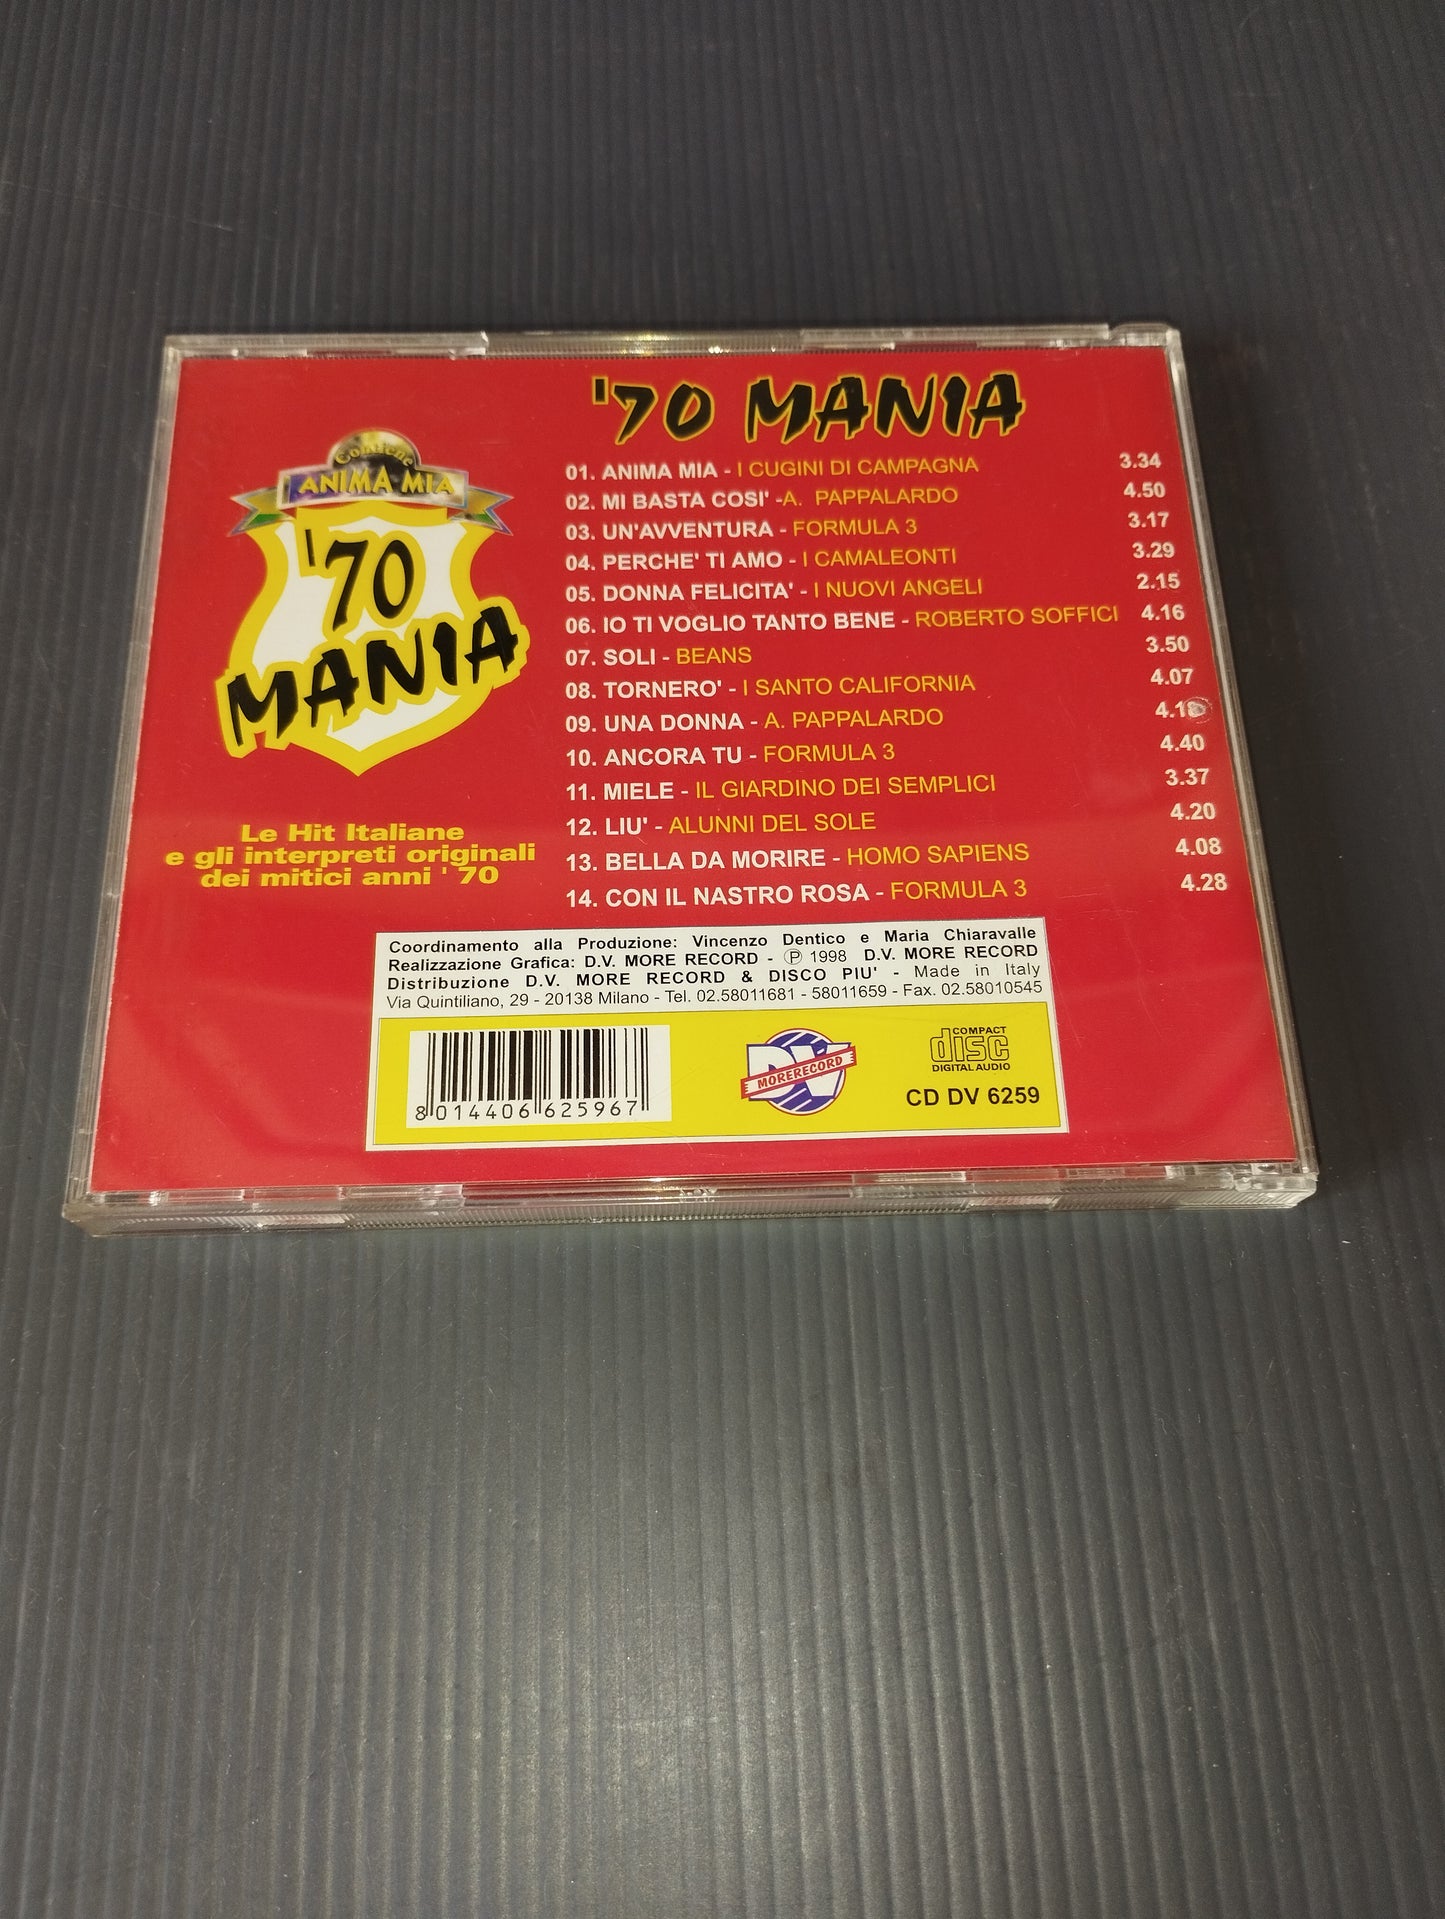 '70 MANIA
Contiene
ANIMA MIA
'70
MANIA
Le Hit Italiane
e gli interpreti originali
dei mitici anni ' 70
01. ANIMA MIA - I CUGINI DI CAMPAGNA 3.34
02. MI BASTA COSI' -A. PAPPALARDO 4.50
03. UN'AVVENTURA - FORMULA 3 3.17
04. PERCHE' TI AMO - I CAMALEONTI 3.29
05. DONNA FELICITA' - I NUOVI ANGELI 2.15
06. IO TI VOGLIO TANTO BENE - ROBERTO SOFFICI 4.16
07. SOLI - BEANS 3.50
08. TORNERO' - I SANTO CALIFORNIA 4.07
09. UNA DONNA - A. PAPPALARDO
10. ANCORA TU - FORMULA 3 4.40
11. MIELE - IL GIARDINO DEI SEMPLICI 3.37
12. LIU' - ALUNNI DEL SOLE 4.20
13. BELLA DA MORIRE - HOMO SAPIENS 4.08
14. CON IL NASTRO ROSA - FORMULA 3 4.28
Coordinamento alla Produzione: Vincenzo Dentico e Maria Chiaravalle
Realizzazione Grafica: D.V. MORE RECORD - Ⓟ 1998 D.V. MORE RECORD
Distribuzione D.V. MORE RECORD & DISCO PIU' - Made in Italy
Via Quintiliano, 29 - 20138 Milano - Tel. 02.58011681 - 58011659 - Fax. 02.58010545
8 014406 625967
DV
MORERECORD
COMPACT
disc
DIGITAL AUDIO
CD DV 6259